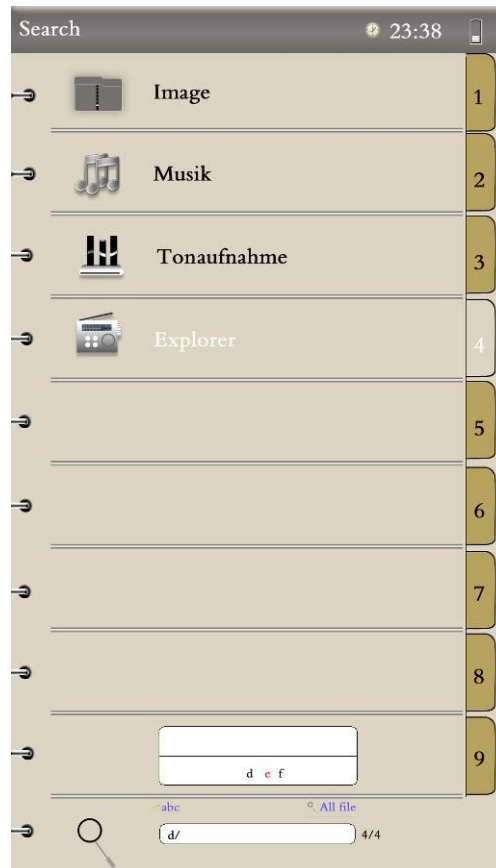 Search 23:38
Image 1
Musik 2
Tonaufnahme 3
Explorer 4
5
6
7
8
9
d e f
abc All file
d/ 4/4